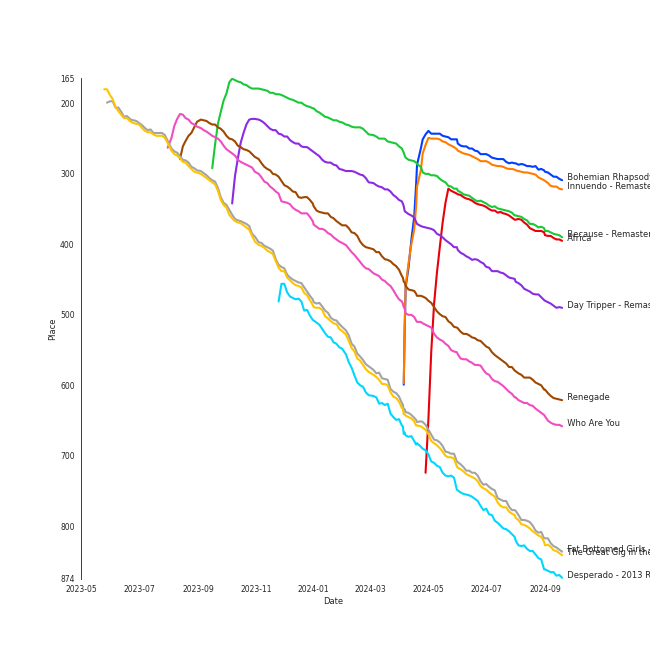 165
200
300
400
500
600
700
800
874
Place
2023-05
2023-07
2023-09
2023-11
2024-01
2024-03
2024-05
2024-07
2024-09
Date
Bohemian Rhapsod
Innuendo - Remaste
Because - Remaster
Africa
Day Tripper - Remas
Renegade
Who Are You
Fat Bottomed Girls
The Great Gig in the
Desperado - 2013 R